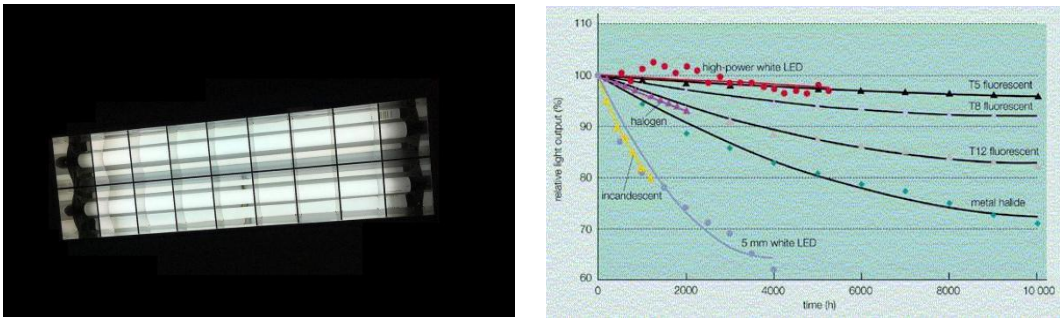 110
100
90
80
70
60
relative light output (%)
high-power white LED
T5 fluorescent
T8 fluorescent
halogen
T12 fluorescent
incandescent
metal halide
5 mm white LED
0
2000
4000
6000
8000
10 000
time (h)